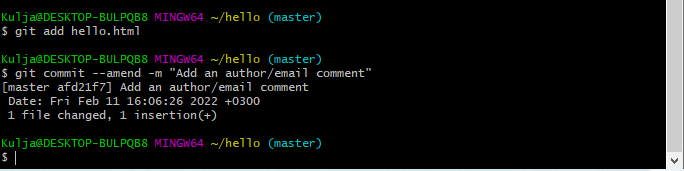 Kulja@DESKTOP-BULPQB8 MINGW64 ~/hello (master)
$ git add hello.html
Kulja@DESKTOP-BULPQB8 MINGW64 ~/hello (master)
$ git commit --amend -m "Add an author/email comment"
[master afd21f7] Add an author/email comment
 Date: Fri Feb 11 16:06:26 2022 +0300
 1 file changed, 1 insertion(+)
Kulja@DESKTOP-BULPQB8 MINGW64 ~/hello (master)
$